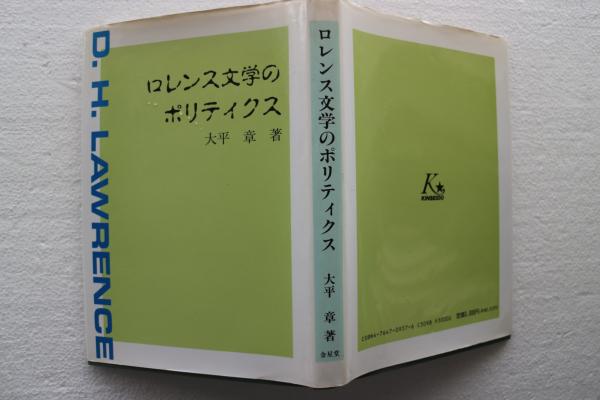 D. H. LAWRENCE
ロレンス文学の
ポリティクス
大平 章 著
ロレンス文学のポリティクス
大平 章 著
金星堂
K
KINSEIDO